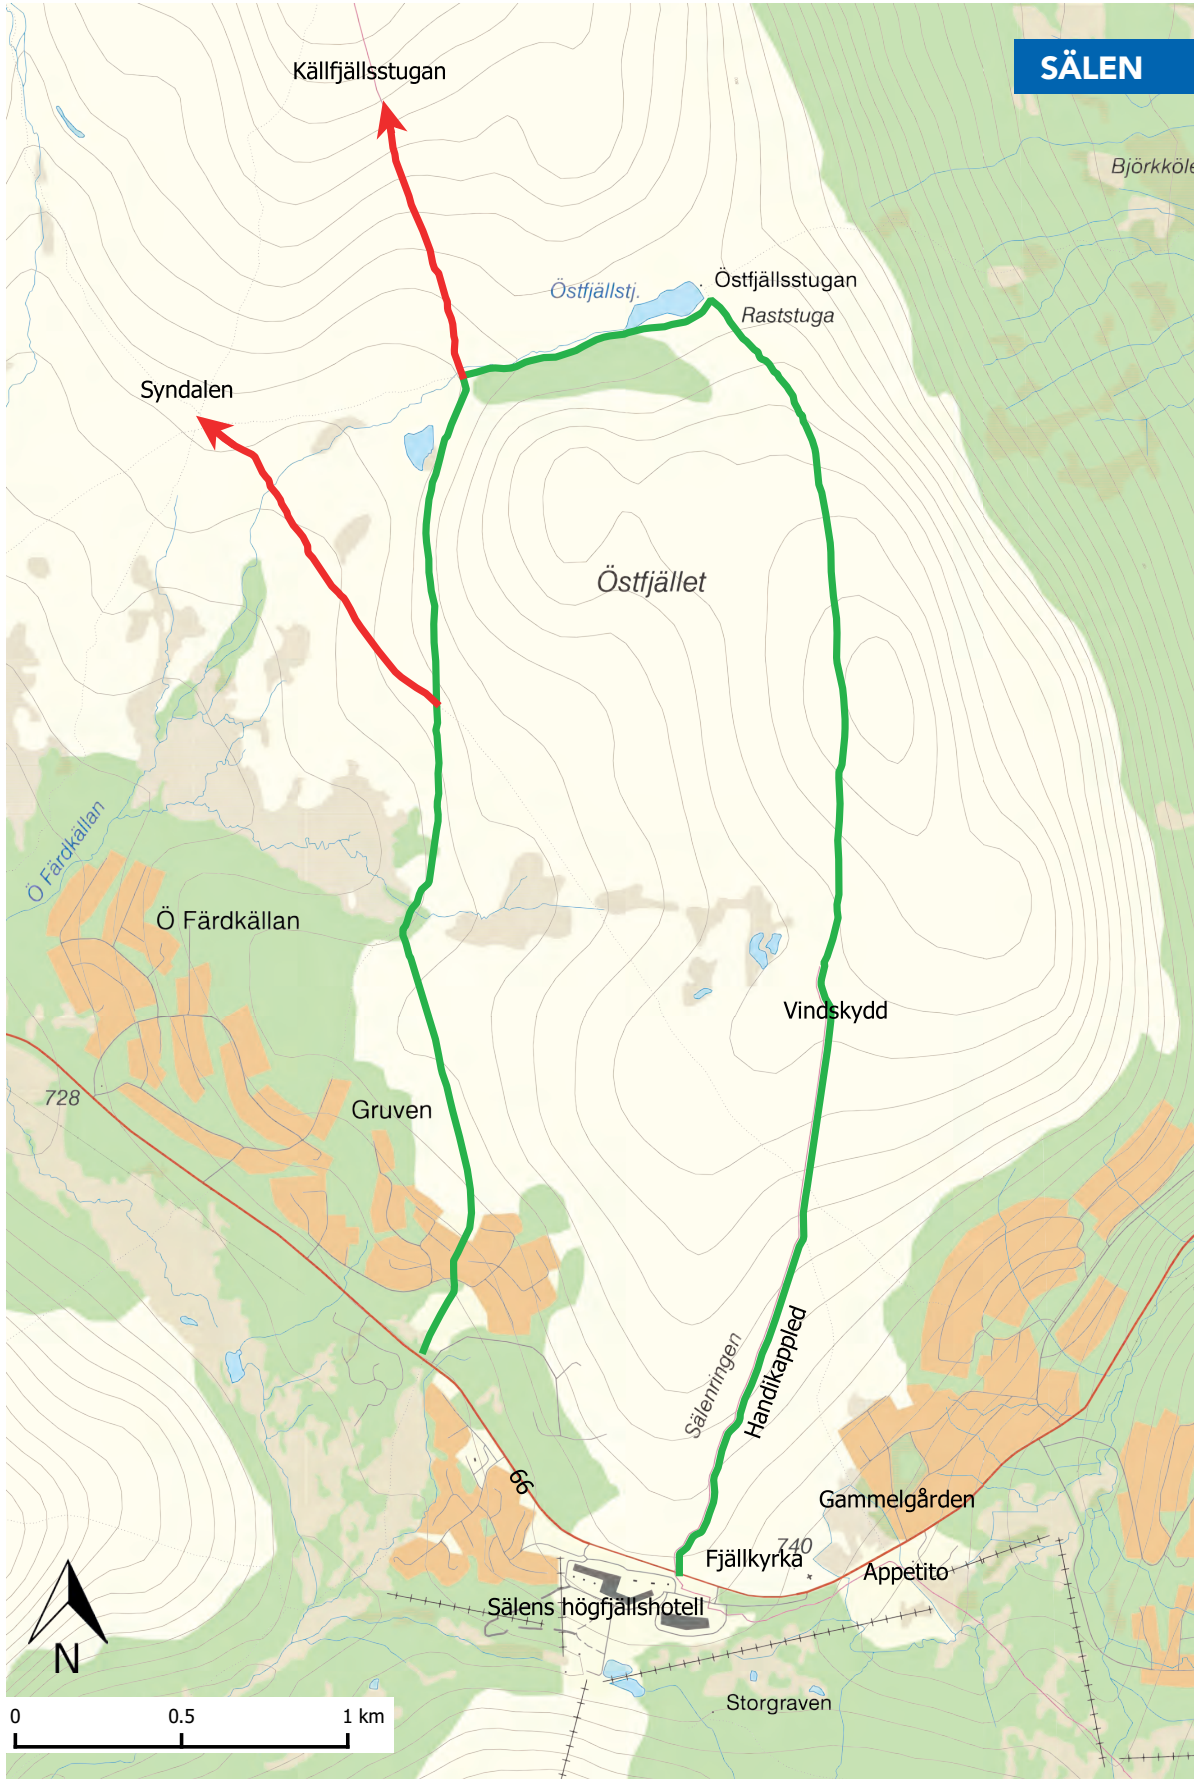 SÄLEN
Källfjällsstugan
Östfjällstj.
Östfjällsstugan
Raststuga
Syndalen
Östfjället
Ö Färdkällan
Ö Färdkällan
Vindskydd
728
Gruven
Sälenringen
Handikappled
66
Gammelgården
740
Fjällkyrka
Appetito
Sälens högfjällshotell
N
Storgraven
0 0.5 1 km